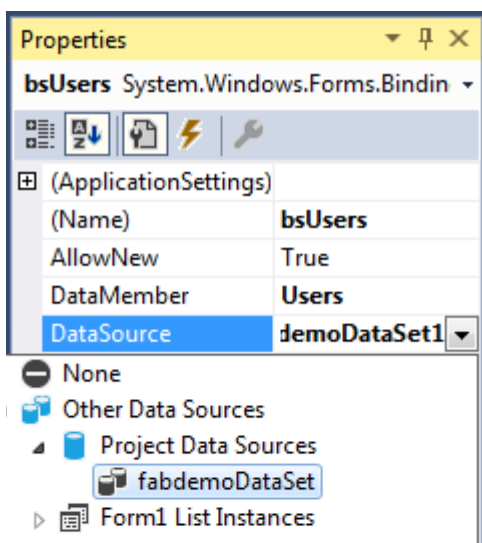 Properties
bsUsers System.Windows.Forms.Bindin
(ApplicationSettings)
(Name) bsUsers
AllowNew True
DataMember Users
DataSource demoDataSet1
None
Other Data Sources
Project Data Sources
fabdemoDataSet
Form1 List Instances